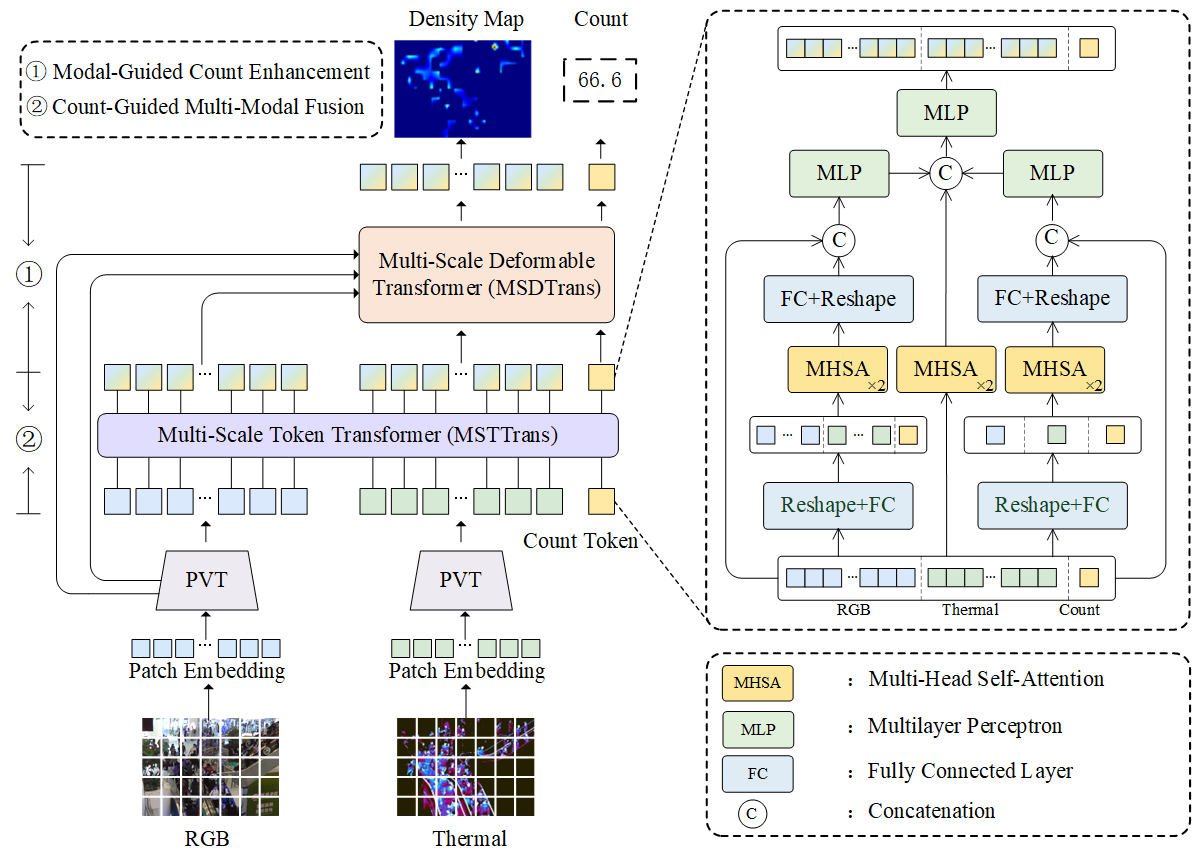 Density Map
Count
① Modal-Guided Count Enhancement
② Count-Guided Multi-Modal Fusion
66.6
①
Multi-Scale Deformable
Transformer (MSDTrans)
②
Multi-Scale Token Transformer (MSTTrans)
Count Token
PVT
PVT
Patch Embedding
Patch Embedding
RGB
Thermal
MLP
MLP
C
MLP
C
C
FC+Reshape
FC+Reshape
MHSA
×2
MHSA
×2
MHSA
×2
Reshape+FC
Reshape+FC
RGB
Thermal
Count
MHSA : Multi-Head Self-Attention
MLP : Multilayer Perceptron
FC : Fully Connected Layer
C : Concatenation